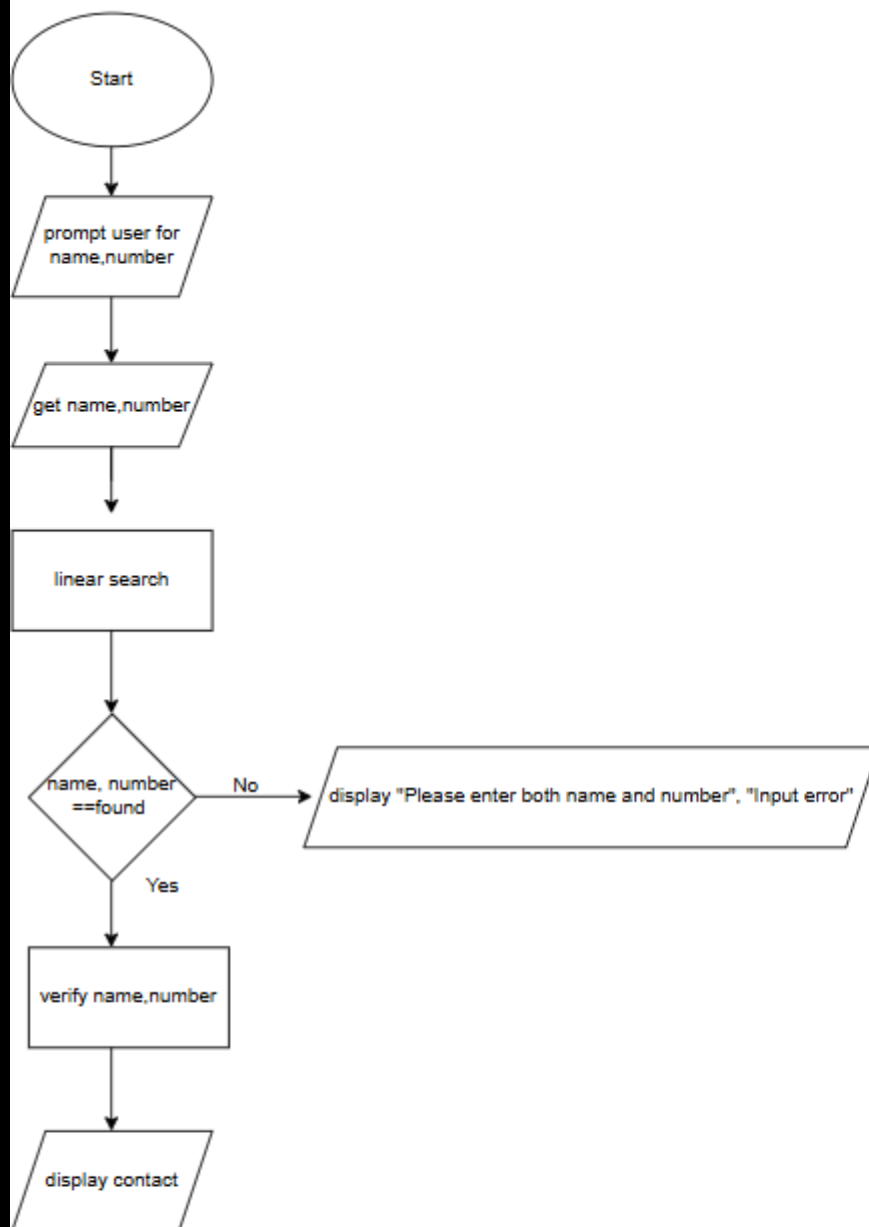 Start
prompt user for
name,number
get name,number
linear search
name, number
==found
No
display "Please enter both name and number", "Input error"
Yes
verify name,number
display contact